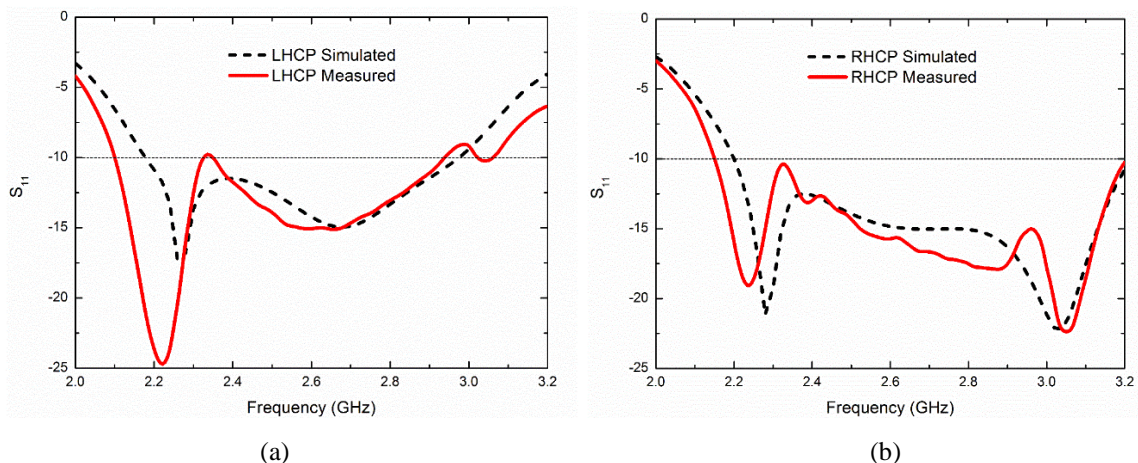 0
-5
-10
-15
-20
-25
S11
LHCP Simulated
LHCP Measured
2.0 2.2 2.4 2.6 2.8 3.0 3.2
Frequency (GHz)
(a)
0
-5
-10
-15
-20
-25
S11
RHCP Simulated
RHCP Measured
2.0 2.2 2.4 2.6 2.8 3.0 3.2
Frequency (GHz)
(b)